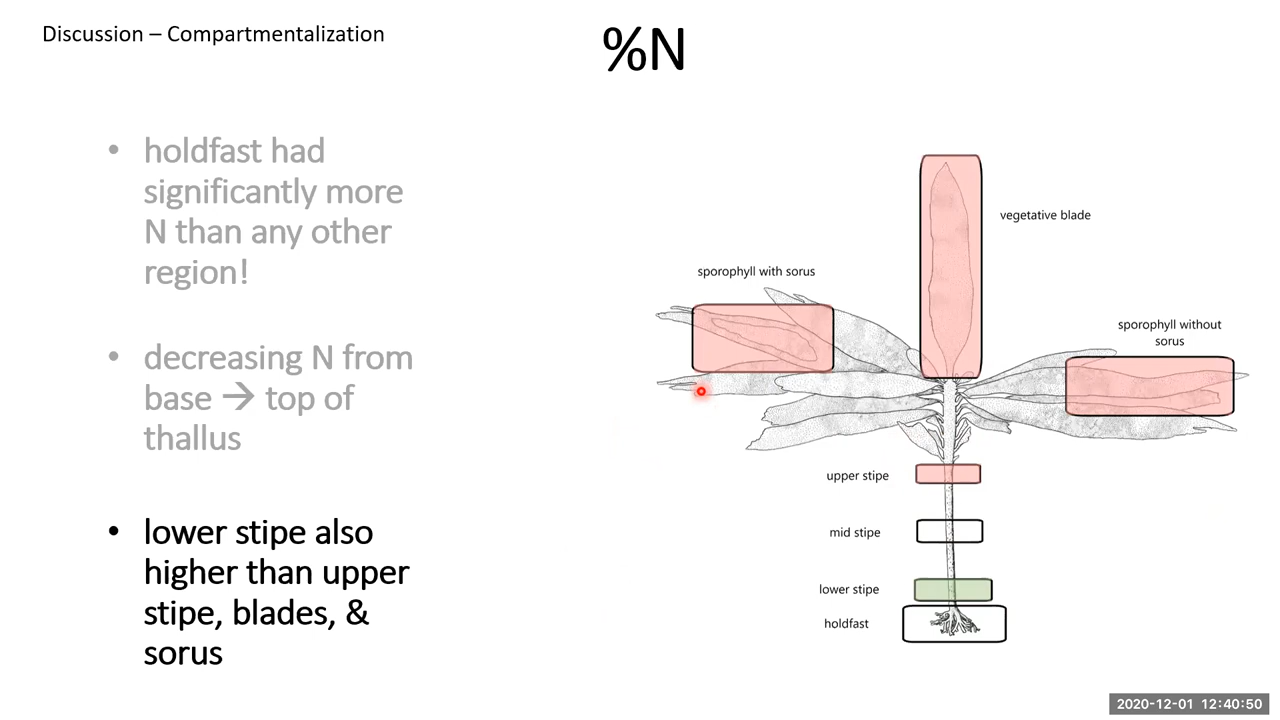 Discussion – Compartmentalization
%N
• holdfast had
significantly more
N than any other
region!
• decreasing N from
base → top of
thallus
• lower stipe also
higher than upper
stipe, blades, &
sorus
vegetative blade
sporophyll with sorus
sporophyll without
sorus
upper stipe
mid stipe
lower stipe
holdfast
2020-12-01 12:40:50